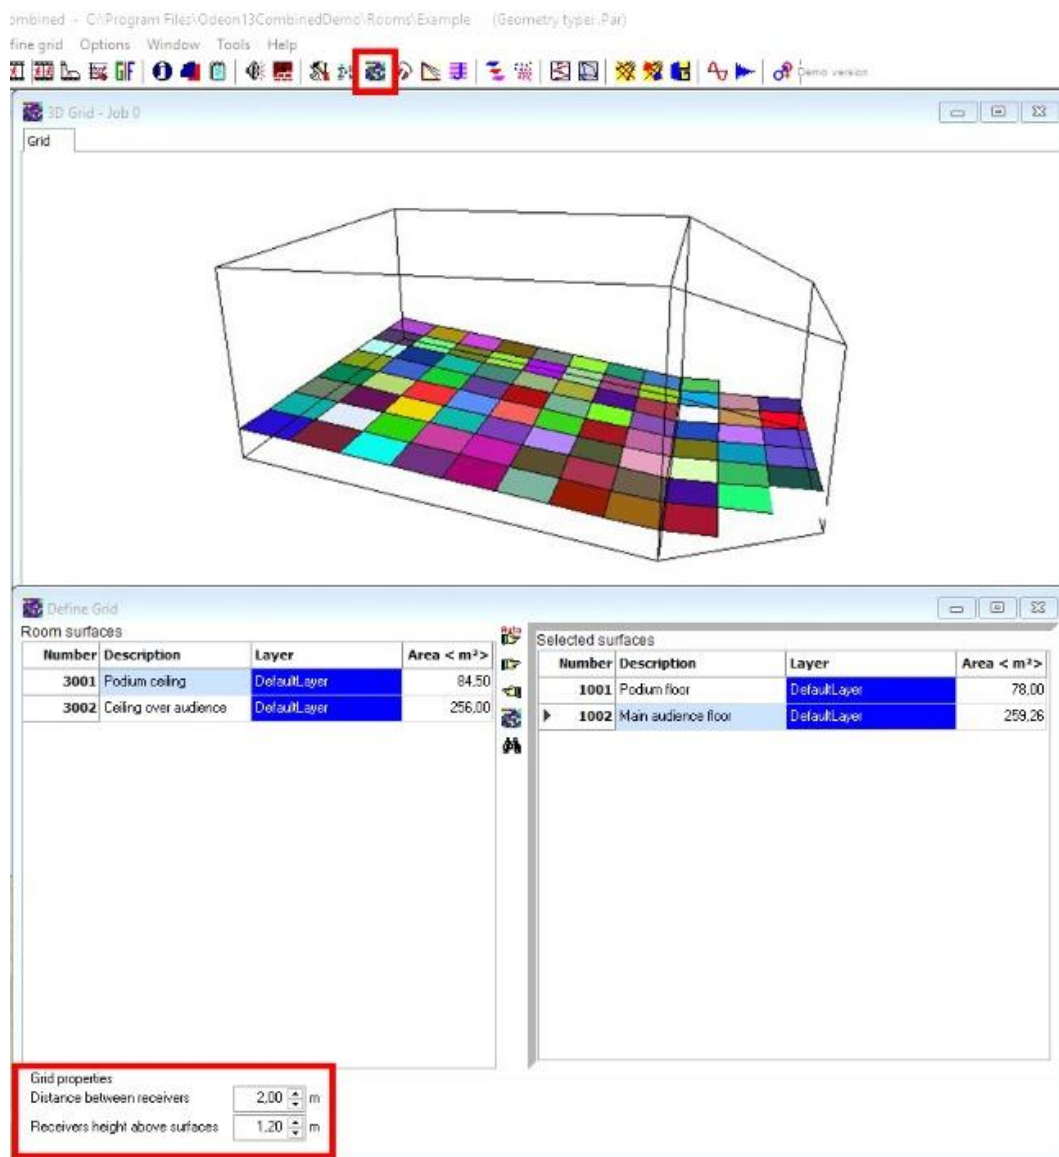 ombined - C:\Program Files\Odeon13CombinedDemo\Rooms\Example (Geometry type: .Par)
fine grid Options Window Tools Help
GIF Demo version
3D Grid - Job 0
Grid
Define Grid
Room surfaces
Number Description Layer Area < m²>
3001 Podium ceiling DefaultLayer 84,50
3002 Ceiling over audience DefaultLayer 256,00
Auto
Selected surfaces
Number Description Layer Area < m²>
1001 Podium floor DefaultLayer 78,00
1002 Main audience floor DefaultLayer 259,26
Grid properties
Distance between receivers 2,00 m
Receivers height above surfaces 1,20 m